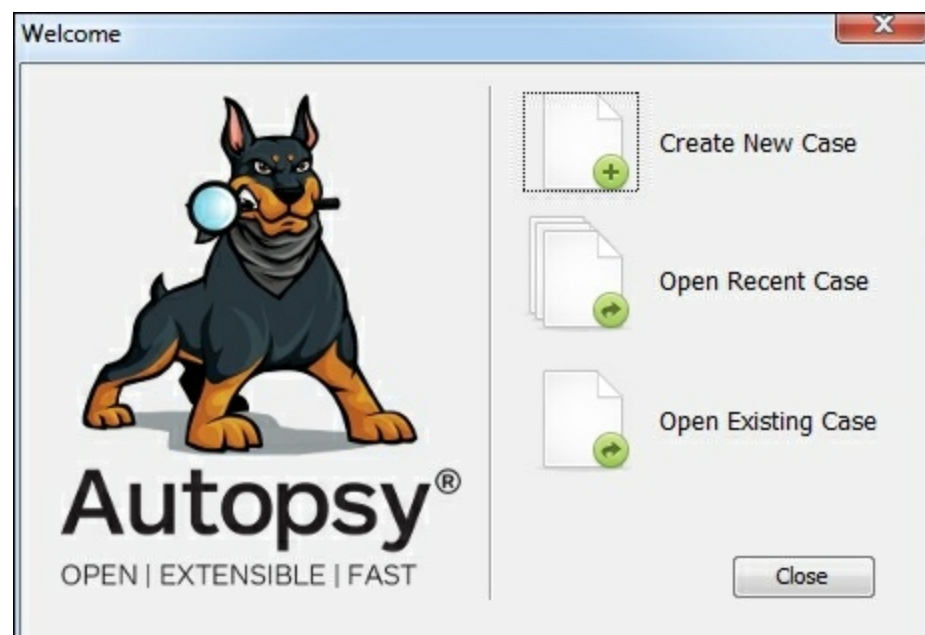 Welcome
Create New Case
Open Recent Case
Open Existing Case
Autopsy®
OPEN | EXTENSIBLE | FAST
Close